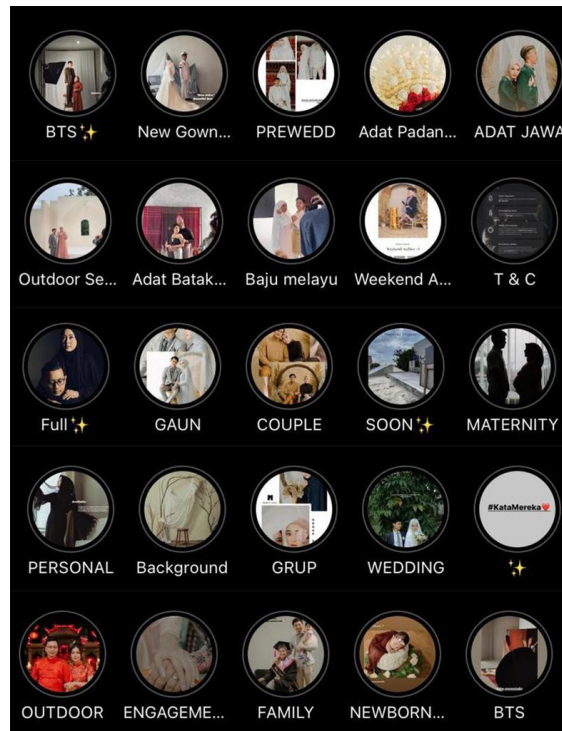 BTS✨
New Gown...
PREWEDD
Adat Padan...
ADAT JAWA
Outdoor Se...
Adat Batak...
Baju melayu
Weekend A...
T & C
Full✨
GAUN
COUPLE
SOON✨
MATERNITY
PERSONAL
Background
GRUP
WEDDING
#KataMereka❤️
✨
OUTDOOR
ENGAGEME...
FAMILY
NEWBORN...
BTS